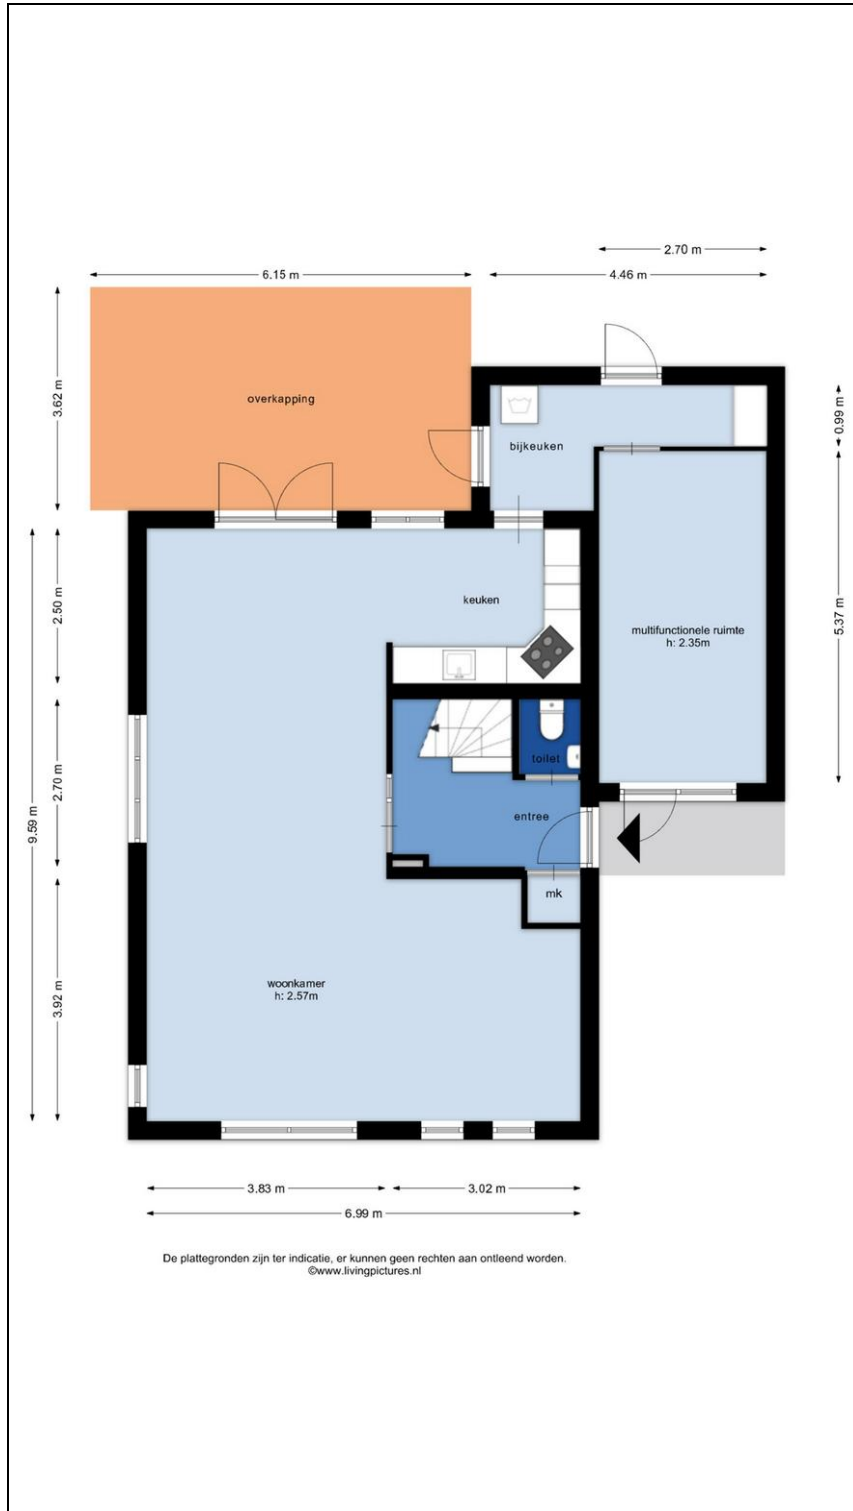 2.70 m
6.15 m
4.46 m
3.62 m
overkapping
0.99 m
bijkeuken
2.50 m
keuken
5.37 m
multifunctionele ruimte
h: 2.35m
2.70 m
toilet
9.59 m
entree
mk
woonkamer
h: 2.57m
3.92 m
3.83 m
3.02 m
6.99 m
De plattegronden zijn ter indicatie, er kunnen geen rechten aan ontleend worden.
©www.livingpictures.nl